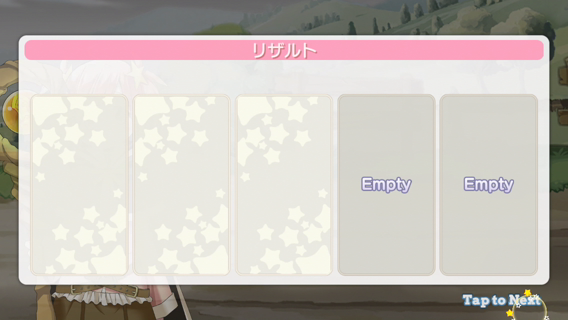 リザルト
Empty
Empty
Tap to Next